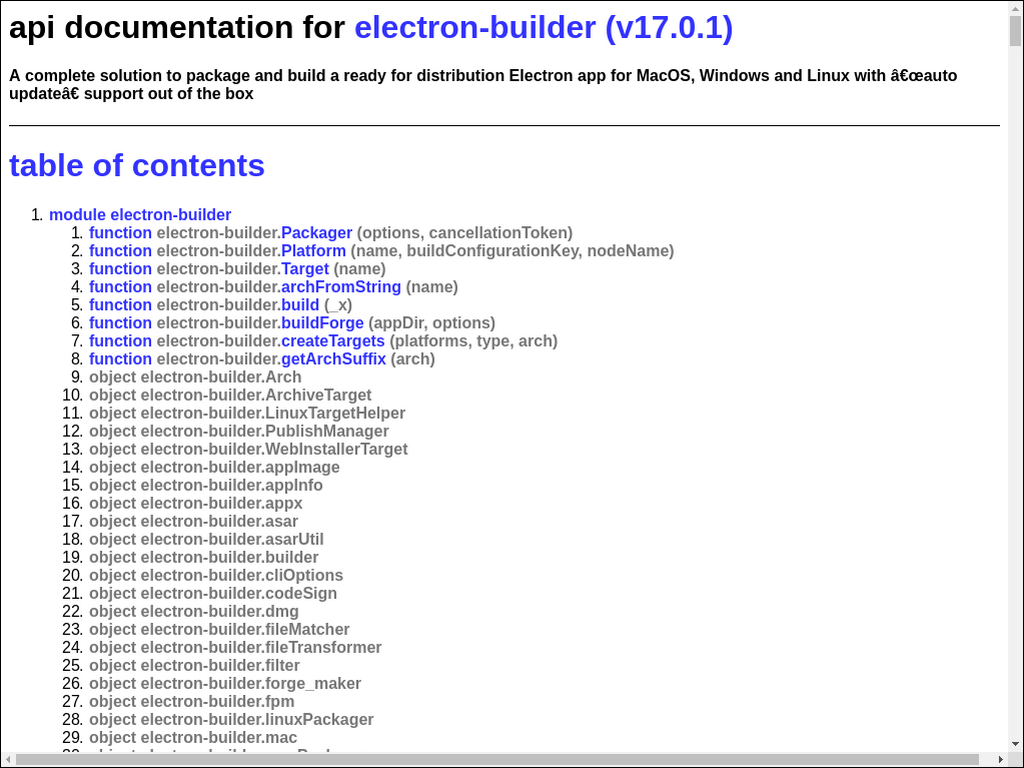 api documentation for electron-builder (v17.0.1)
A complete solution to package and build a ready for distribution Electron app for MacOS, Windows and Linux with â€œauto
updateâ€ support out of the box
table of contents
1. module electron-builder
1. function electron-builder.Packager (options, cancellationToken)
2. function electron-builder.Platform (name, buildConfigurationKey, nodeName)
3. function electron-builder.Target (name)
4. function electron-builder.archFromString (name)
5. function electron-builder.build (_x)
6. function electron-builder.buildForge (appDir, options)
7. function electron-builder.createTargets (platforms, type, arch)
8. function electron-builder.getArchSuffix (arch)
9. object electron-builder.Arch
10. object electron-builder.ArchiveTarget
11. object electron-builder.LinuxTargetHelper
12. object electron-builder.PublishManager
13. object electron-builder.WebInstallerTarget
14. object electron-builder.appImage
15. object electron-builder.appInfo
16. object electron-builder.appx
17. object electron-builder.asar
18. object electron-builder.asarUtil
19. object electron-builder.builder
20. object electron-builder.cliOptions
21. object electron-builder.codeSign
22. object electron-builder.dmg
23. object electron-builder.fileMatcher
24. object electron-builder.fileTransformer
25. object electron-builder.filter
26. object electron-builder.forge_maker
27. object electron-builder.fpm
28. object electron-builder.linuxPackager
29. object electron-builder.mac